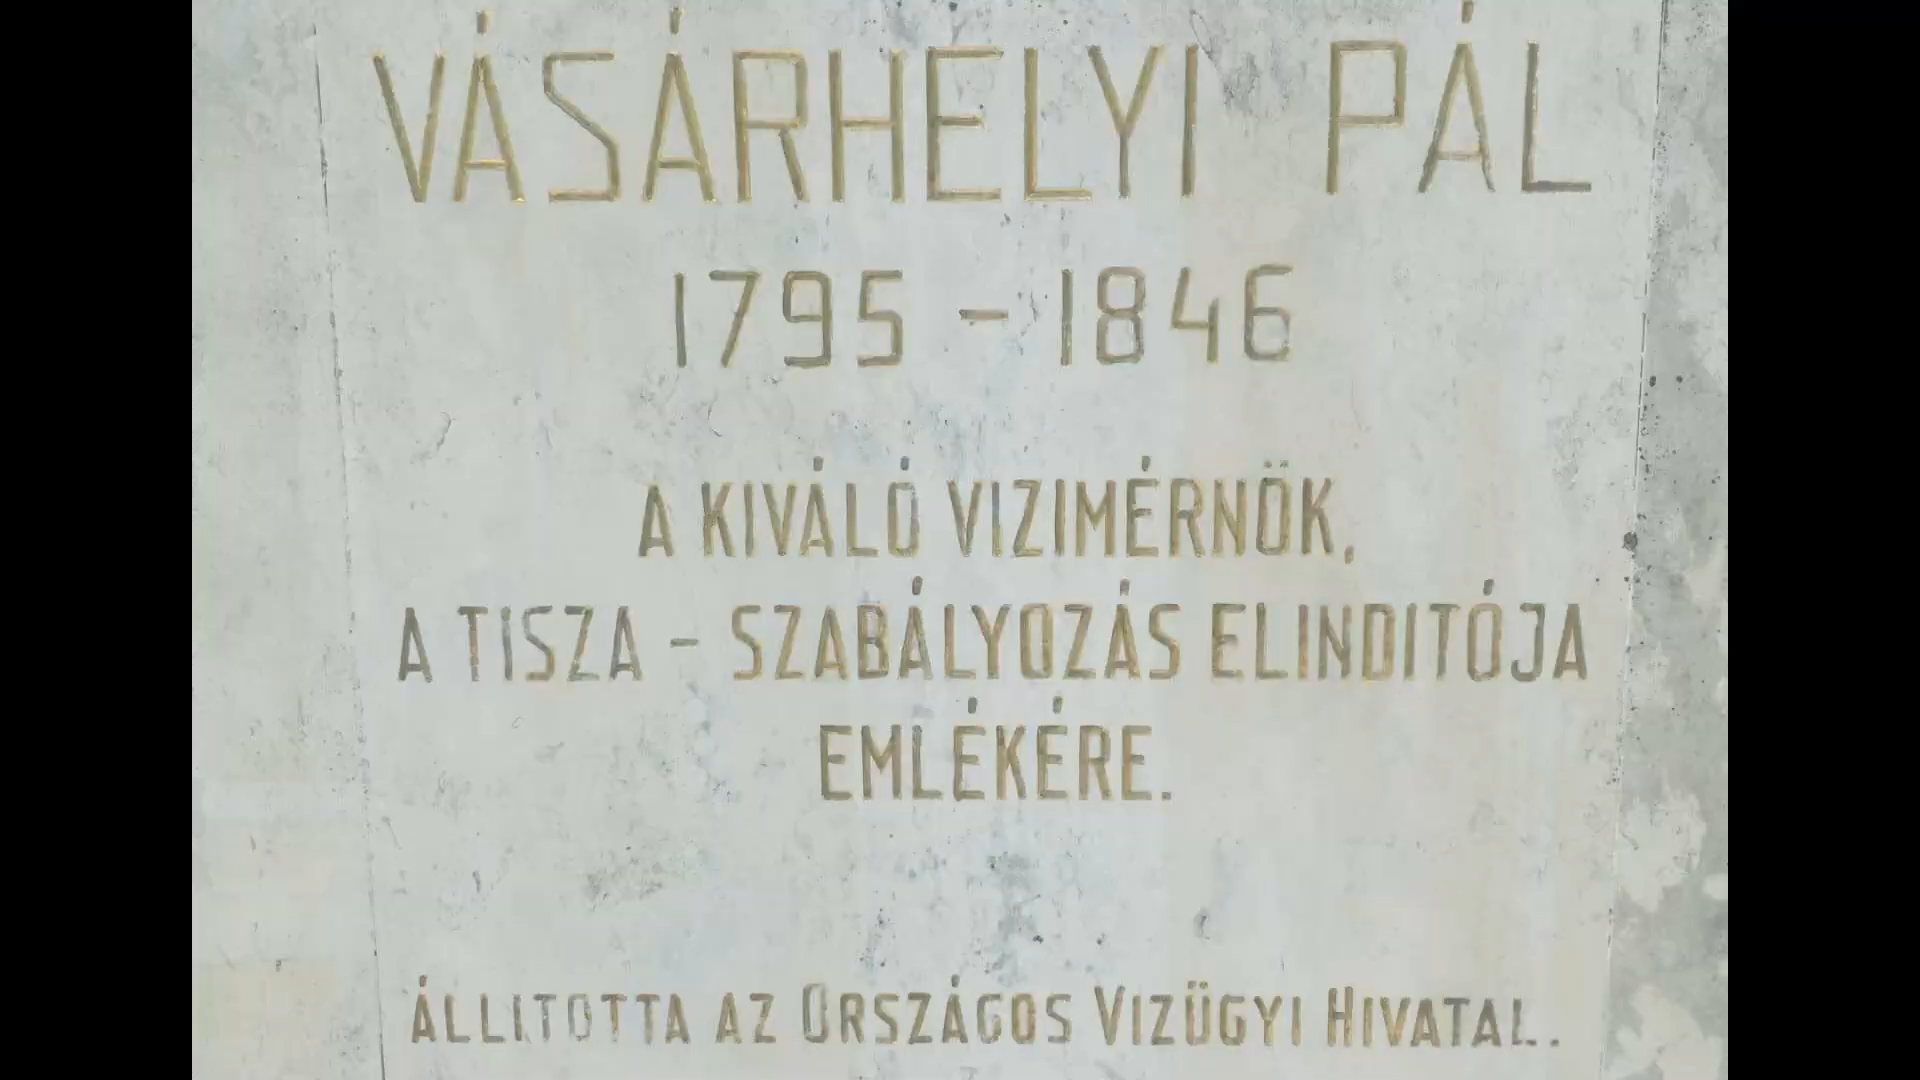 VÁSÁRHELYI PÁL
1795 - 1846
A KIVÁLÓ VIZIMÉRNÖK,
A TISZA - SZABÁLYOZÁS ELINDITÓJA
EMLÉKÉRE.
ÁLLITOTTA AZ ORSZÁGOS VIZÜGYI HIVATAL.